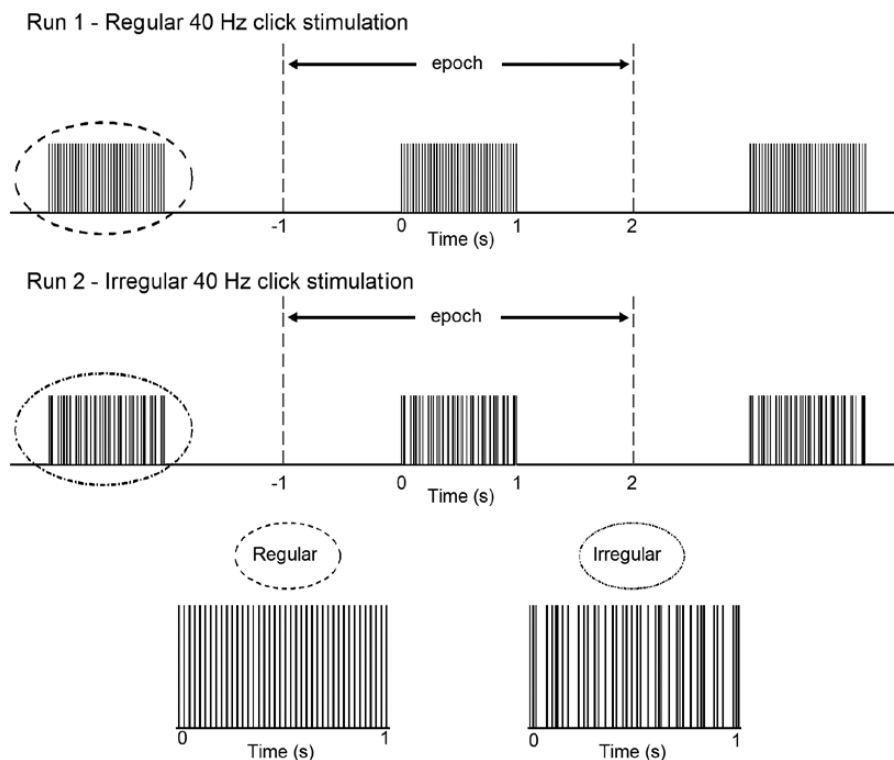 Run 1 - Regular 40 Hz click stimulation
epoch
-1 0 1 2
Time (s)
Run 2 - Irregular 40 Hz click stimulation
epoch
-1 0 1 2
Time (s)
Regular Irregular
0 1 0 1
Time (s) Time (s)